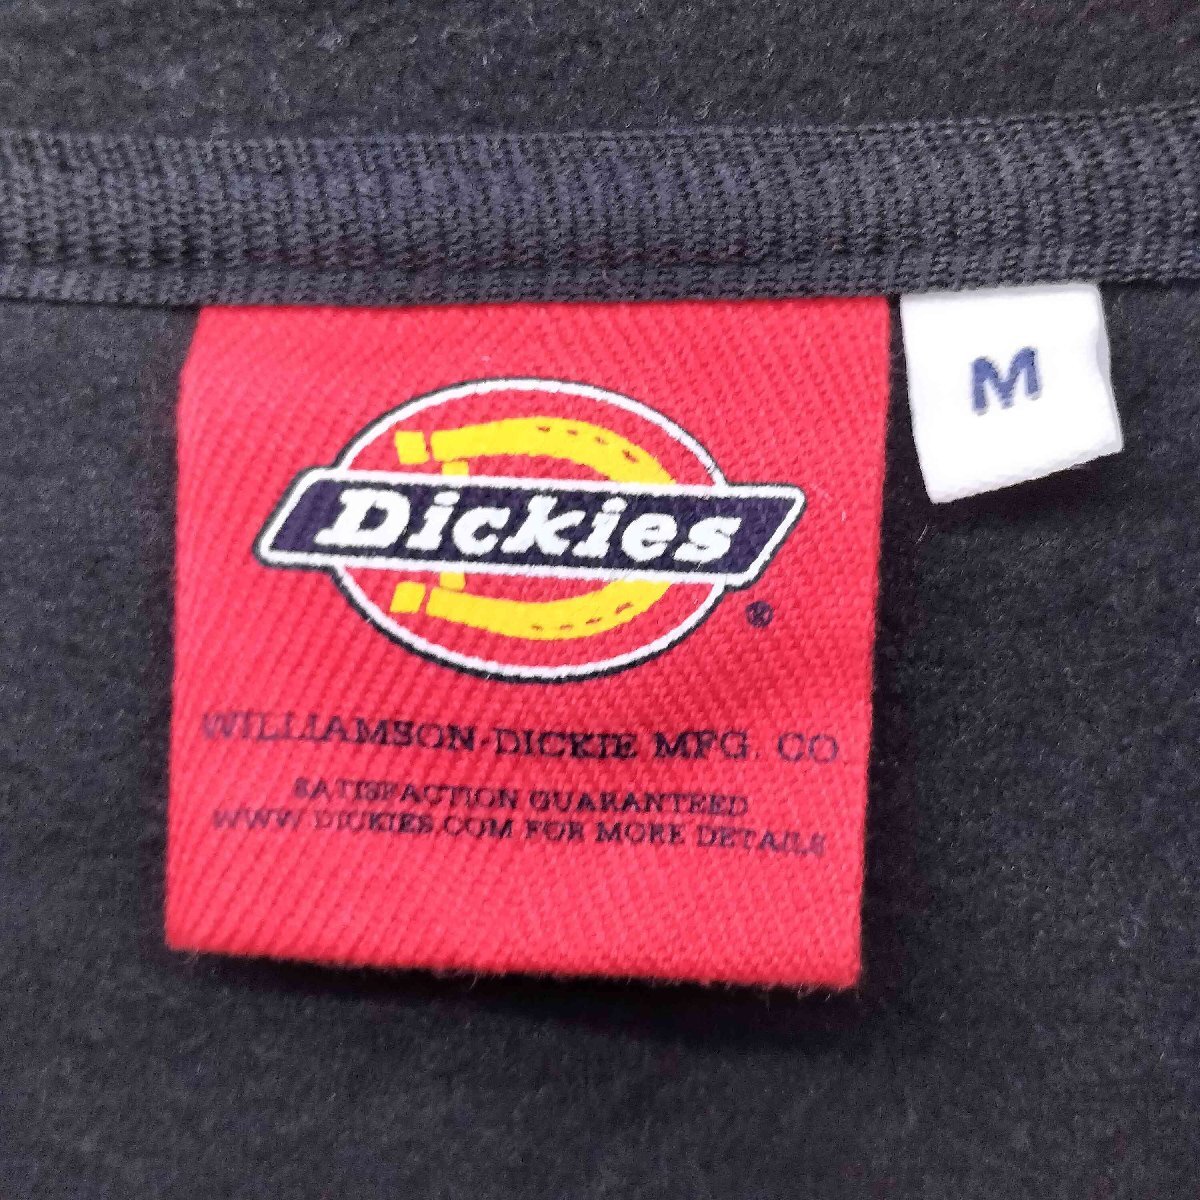 Dickies
®
M
WILLIAMSON-DICKIE MFG. CO
SATISFACTION GUARANTEED
WWW.DICKIES.COM FOR MORE DETAILS